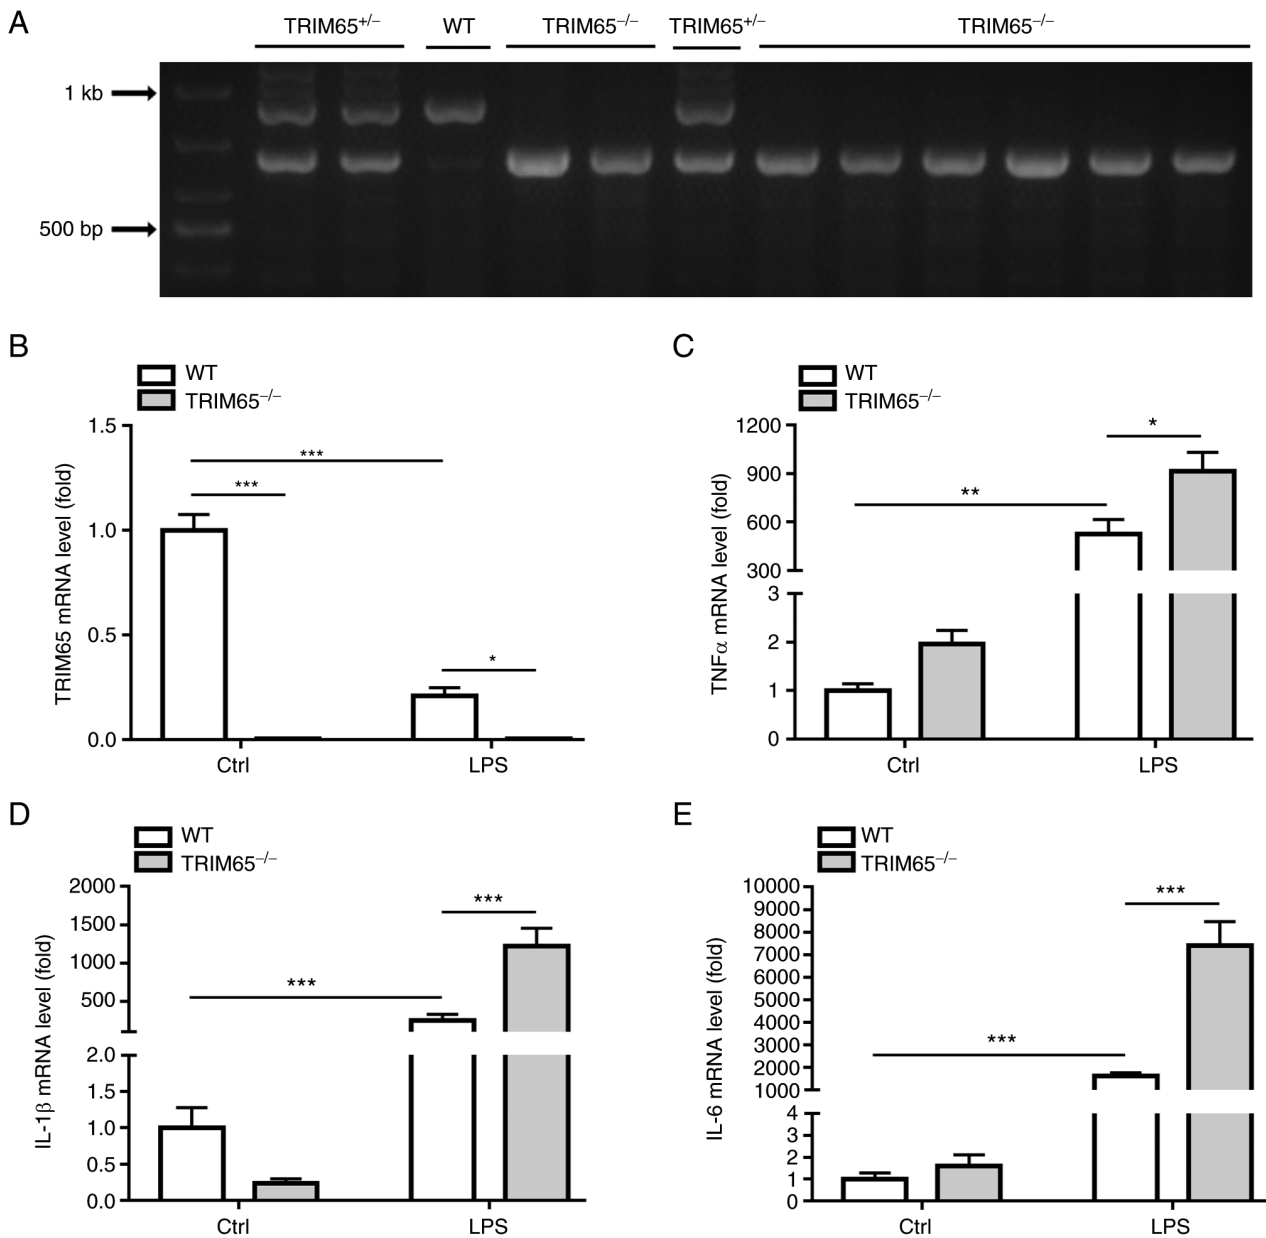 A
TRIM65+/– WT TRIM65–/– TRIM65+/– TRIM65–/–
1 kb
500 bp
B
WT
TRIM65–/–
TRIM65 mRNA level (fold)
1.5
1.0
0.5
0.0
***
***
*
Ctrl LPS
C
WT
TRIM65–/–
TNFα mRNA level (fold)
1200
900
600
300
3
2
1
0
*
**
Ctrl LPS
D
WT
TRIM65–/–
IL-1β mRNA level (fold)
2000
1500
1000
500
2.0
1.5
1.0
0.5
0.0
***
***
Ctrl LPS
E
WT
TRIM65–/–
IL-6 mRNA level (fold)
10000
9000
8000
7000
6000
5000
4000
3000
2000
1000
4
3
2
1
0
***
***
Ctrl LPS